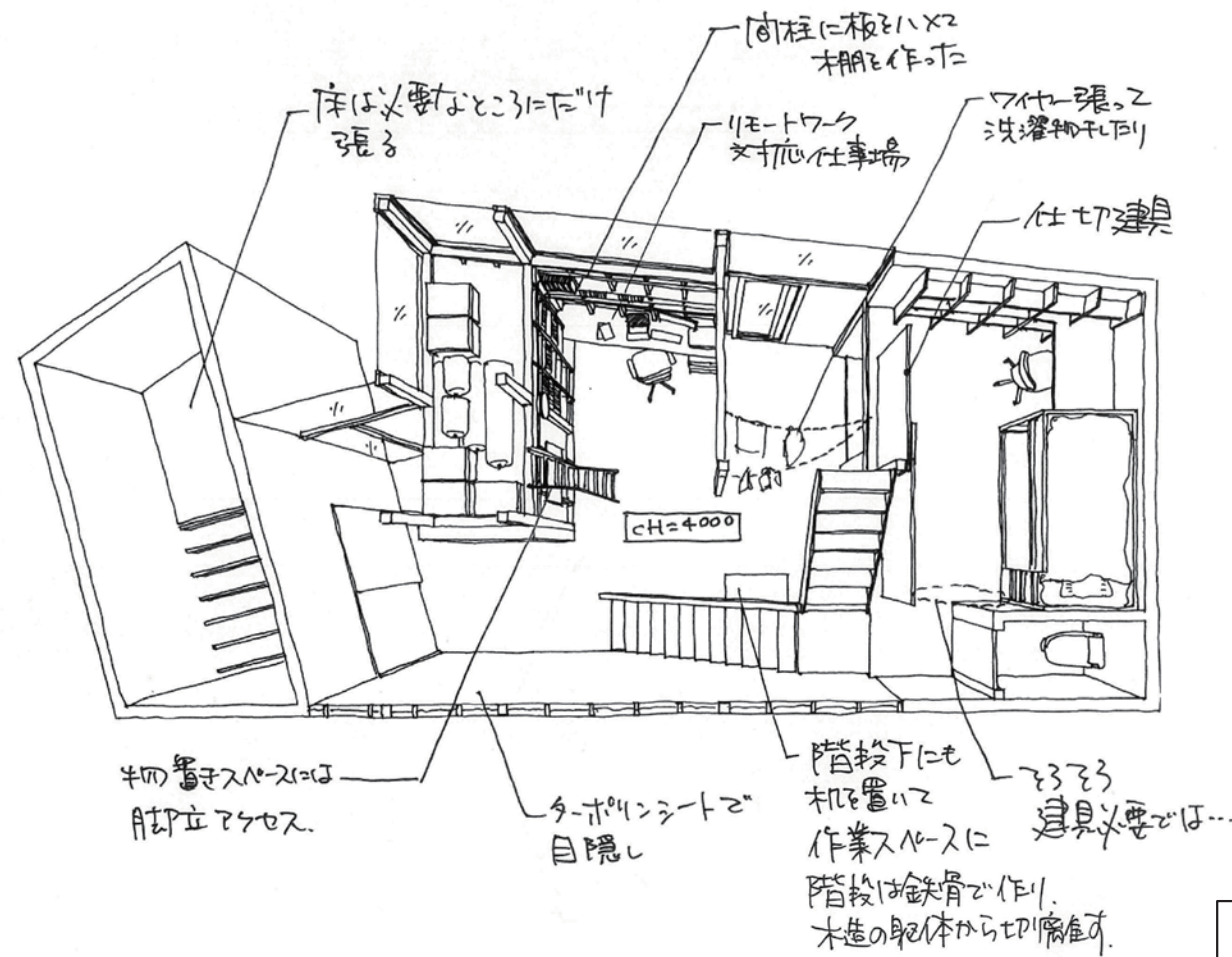 間柱に板をハメて
棚を作った
床は必要なところにだけ
張る
リモートワーク
対応仕事場
ワイヤー張って
洗濯物干したり
仕切建具
CH=4000
物置きスペースには
脚立アクセス.
ターポリンシートで
目隠し
階段下にも
机を置いて
作業スペースに
階段は鉄骨で作り.
木造の躯体から切離す.
そろそろ
建具必要では…